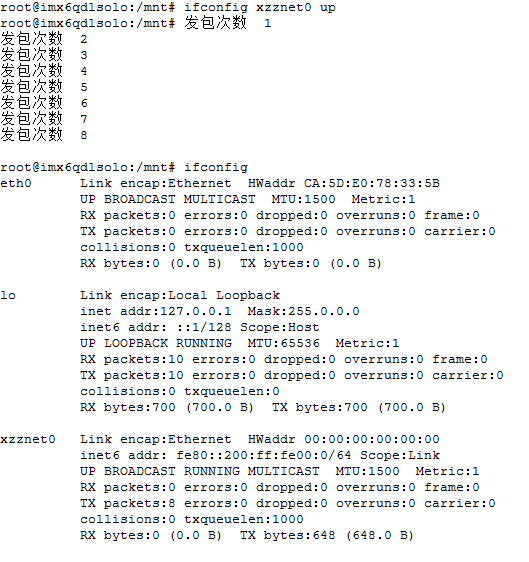 root@imx6qdlsolo:/mnt# ifconfig xzznet0 up
root@imx6qdlsolo:/mnt# 发包次数  1
发包次数  2
发包次数  3
发包次数  4
发包次数  5
发包次数  6
发包次数  7
发包次数  8
root@imx6qdlsolo:/mnt# ifconfig
eth0      Link encap:Ethernet  HWaddr CA:5D:E0:78:33:5B
          UP BROADCAST MULTICAST  MTU:1500  Metric:1
          RX packets:0 errors:0 dropped:0 overruns:0 frame:0
          TX packets:0 errors:0 dropped:0 overruns:0 carrier:0
          collisions:0 txqueuelen:1000
          RX bytes:0 (0.0 B)  TX bytes:0 (0.0 B)
lo        Link encap:Local Loopback
          inet addr:127.0.0.1  Mask:255.0.0.0
          inet6 addr: ::1/128 Scope:Host
          UP LOOPBACK RUNNING  MTU:65536  Metric:1
          RX packets:10 errors:0 dropped:0 overruns:0 frame:0
          TX packets:10 errors:0 dropped:0 overruns:0 carrier:0
          collisions:0 txqueuelen:0
          RX bytes:700 (700.0 B)  TX bytes:700 (700.0 B)
xzznet0   Link encap:Ethernet  HWaddr 00:00:00:00:00:00
          inet6 addr: fe80::200:ff:fe00:0/64 Scope:Link
          UP BROADCAST RUNNING MULTICAST  MTU:1500  Metric:1
          RX packets:0 errors:0 dropped:0 overruns:0 frame:0
          TX packets:8 errors:0 dropped:0 overruns:0 carrier:0
          collisions:0 txqueuelen:1000
          RX bytes:0 (0.0 B)  TX bytes:648 (648.0 B)